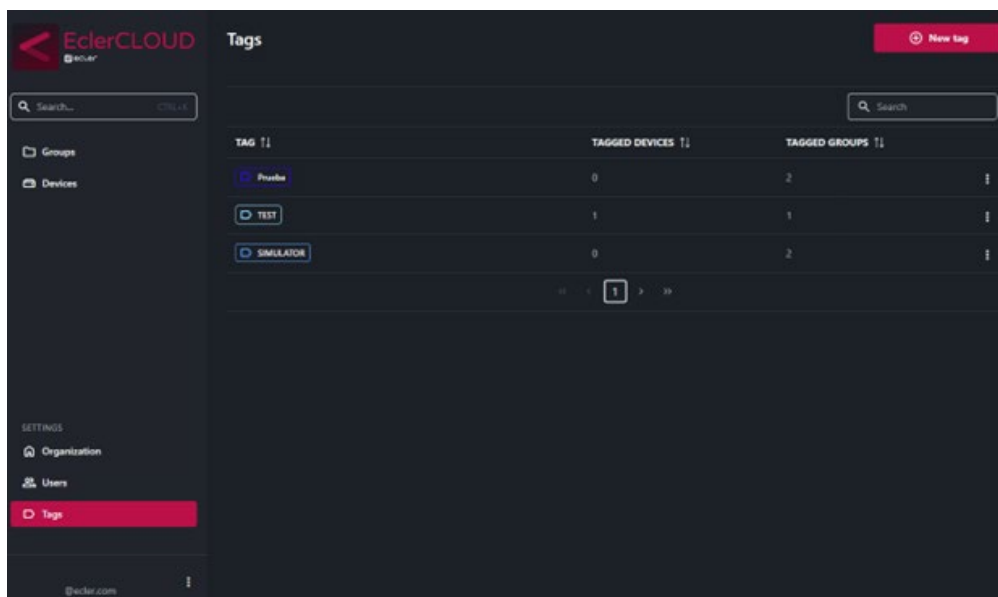 EclerCLOUD
ecler
Search... CTRL+K
Groups
Devices
SETTINGS
Organization
Users
Tags
@ecler.com
Tags
New tag
Search
TAG TAGGED DEVICES TAGGED GROUPS
Prueba 0 2
TEST 1 1
SIMULATOR 0 2
« < 1 > »